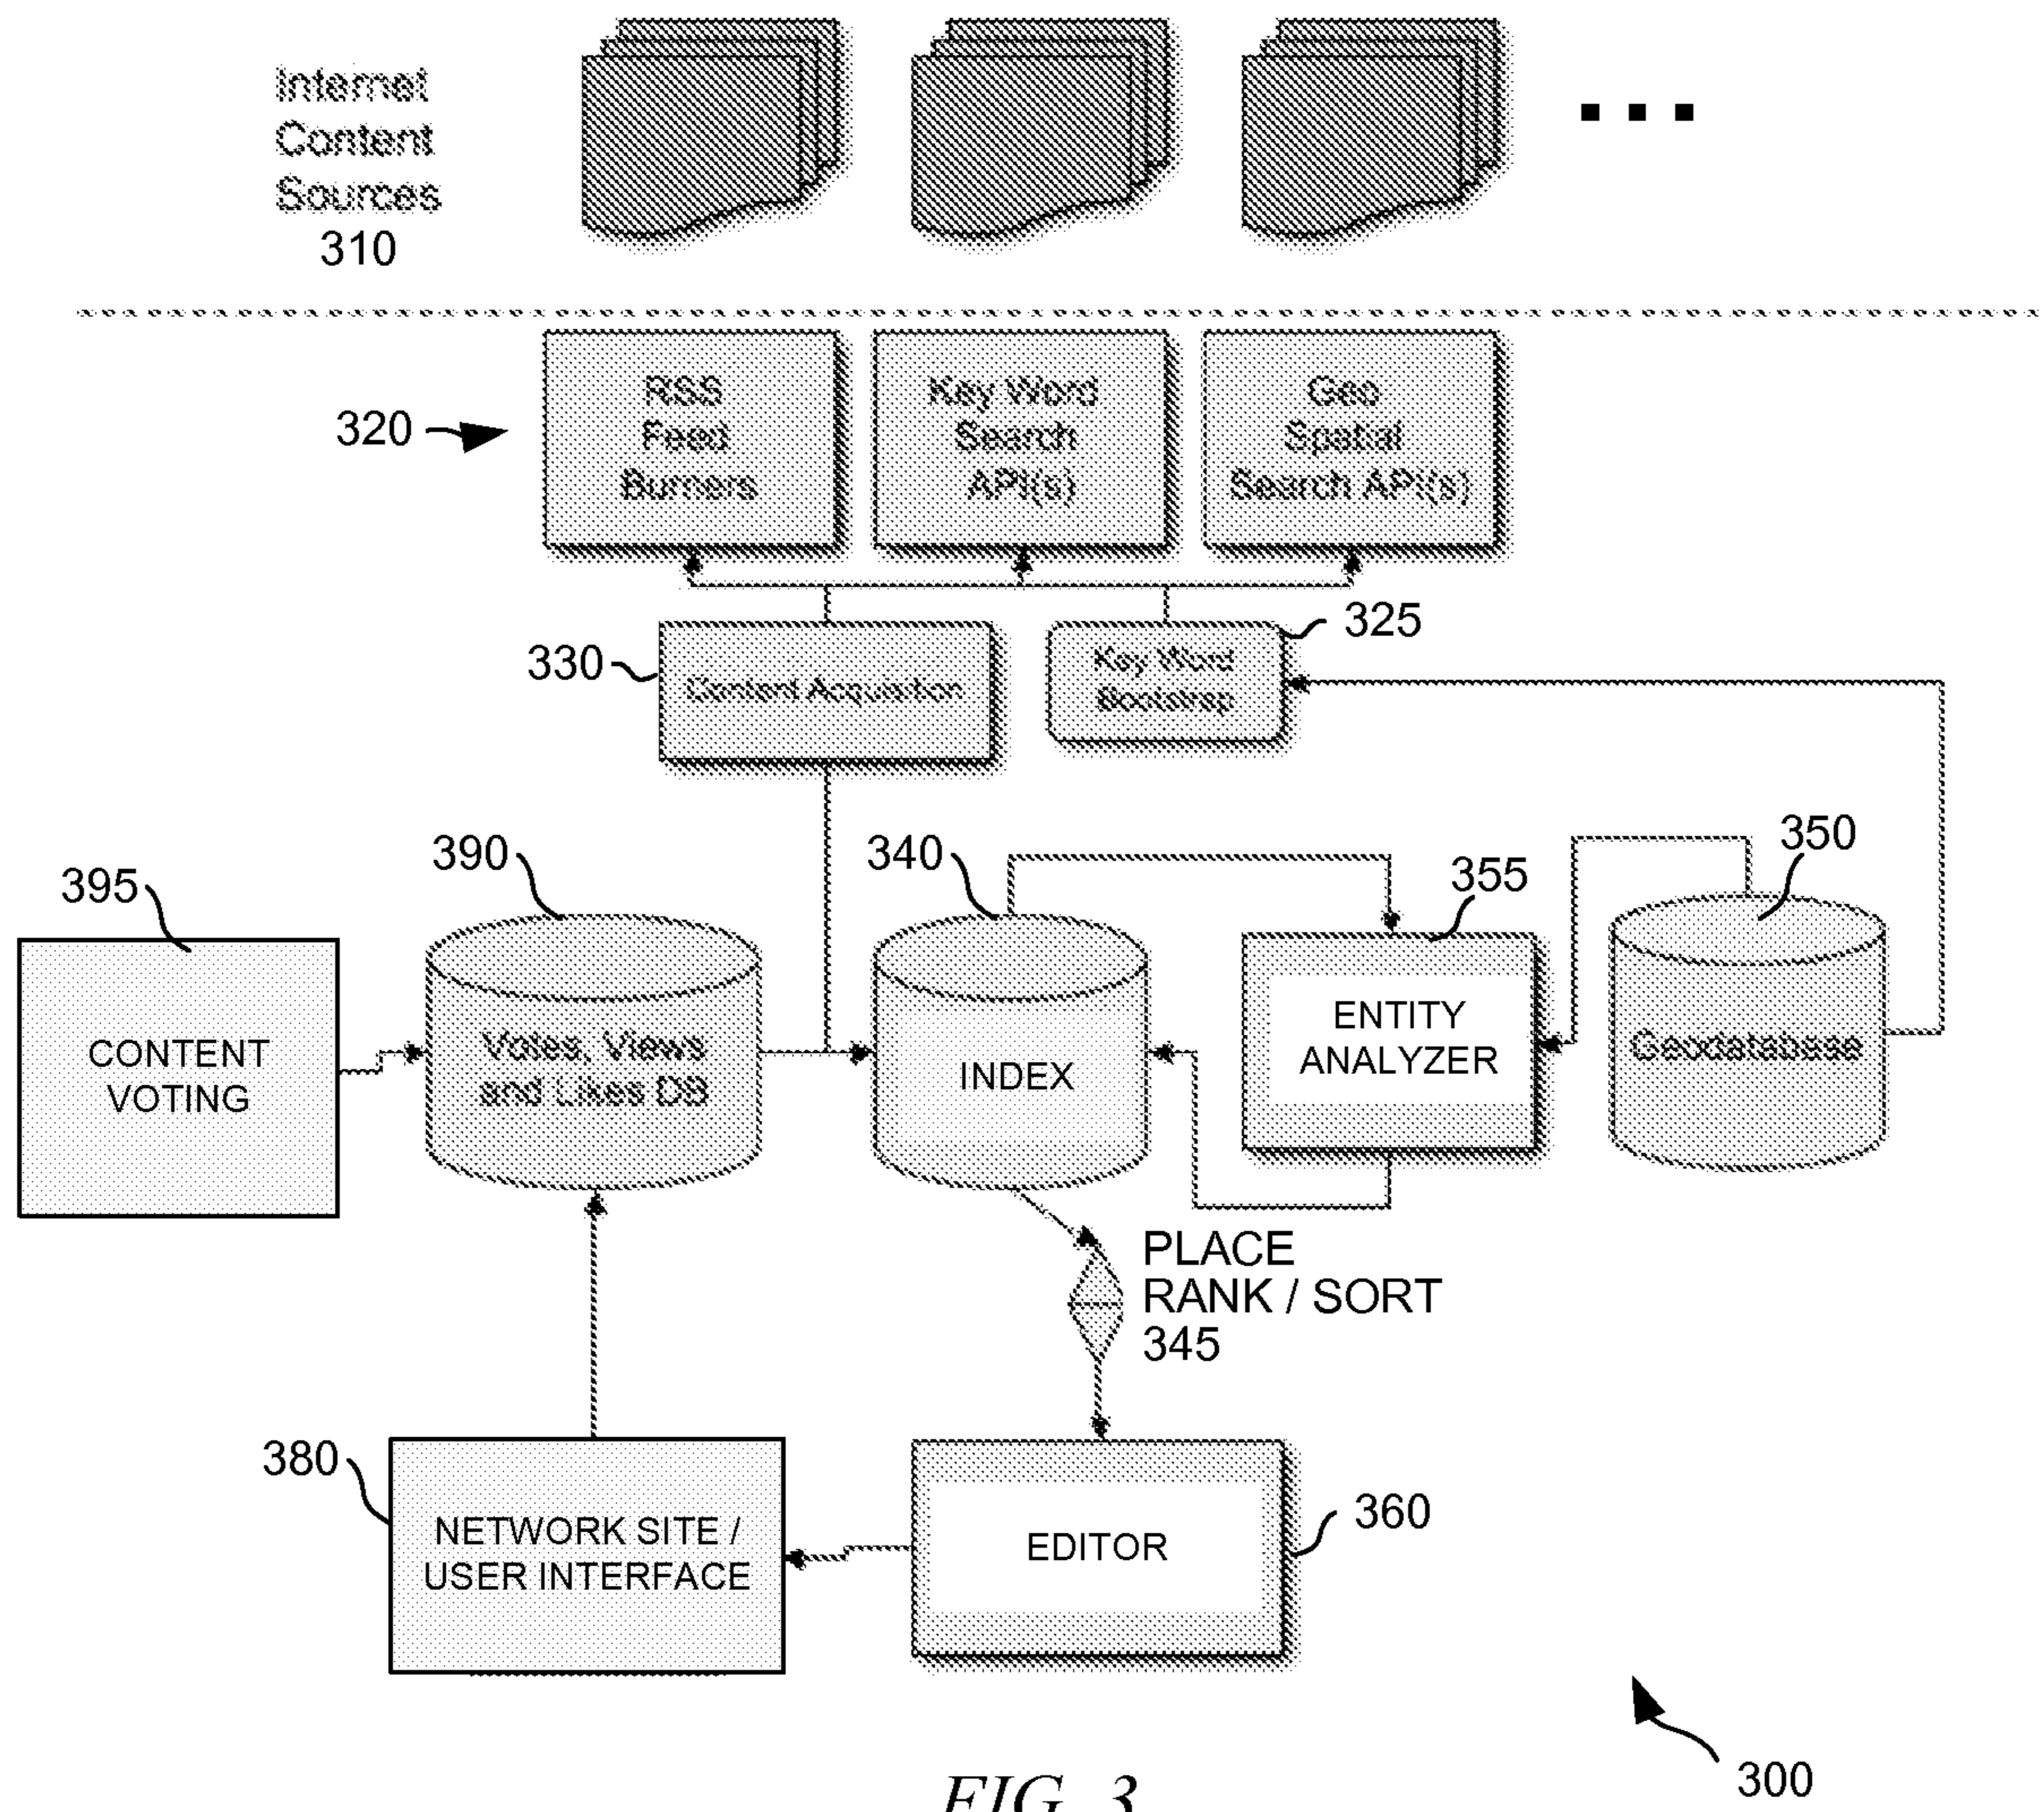 Internet
Content
Sources
310
320
RSS
Feed
Burners
Key Word
Search
API(s)
Geo
Spatial
Search API(s)
330
Content Acquisition
325
Key Word
Bootstrap
395
390
340
355
350
CONTENT
VOTING
Votes, Views
and Likes DB
INDEX
ENTITY
ANALYZER
Geodatabase
PLACE
RANK / SORT
345
380
NETWORK SITE /
USER INTERFACE
EDITOR
360
300
FIG. 3